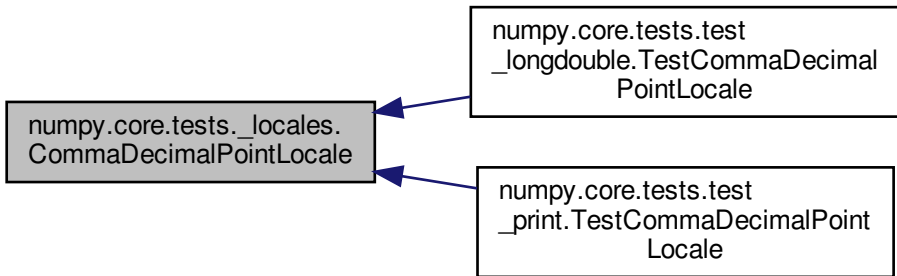 numpy.core.tests.test
_longdouble.TestCommaDecimal
PointLocale
numpy.core.tests._locales.
CommaDecimalPointLocale
numpy.core.tests.test
_print.TestCommaDecimalPoint
Locale